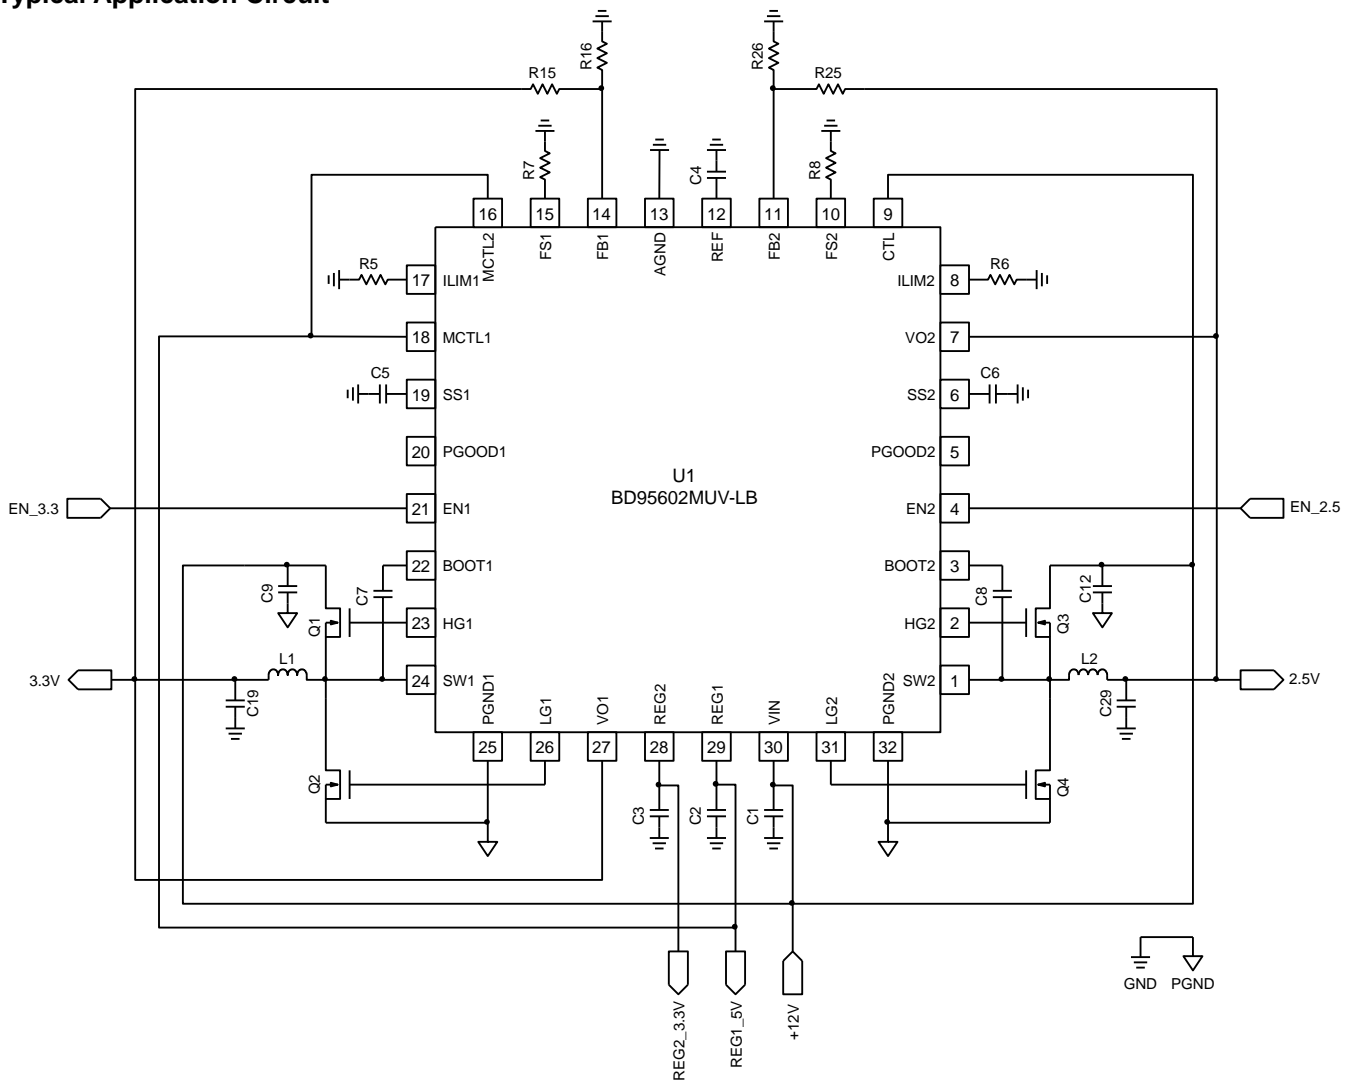 Typical Application Circuit
R16
R26
R15
R25
R7
C4
R8
16
15
14
13
12
11
10
9
MCTL2
FS1
FB1
AGND
REF
FB2
FS2
CTL
R5
17
ILIM1
ILIM2
8
R6
18
MCTL1
VO2
7
C5
19
SS1
SS2
6
C6
20
PGOOD1
PGOOD2
5
U1
BD95602MUV-LB
EN_3.3
21
EN1
EN2
4
EN_2.5
22
BOOT1
BOOT2
3
C9
C7
C8
C12
Q1
23
HG1
HG2
2
Q3
3.3V
L1
24
SW1
SW2
1
L2
2.5V
C19
C29
PGND1
LG1
VO1
REG2
REG1
VIN
LG2
PGND2
25
26
27
28
29
30
31
32
Q2
Q4
C3
C2
C1
GND
PGND
REG2_3.3V
REG1_5V
+12V